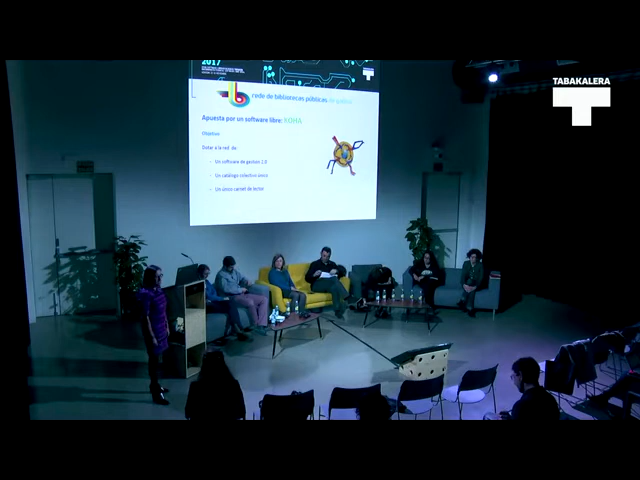 2017
TABAKALERA
rede de bibliotecas públicas de galicia
Apuesta por un software libre: KOHA
Objetivo:
Dotar a la red de:
- Un software de gestión 2.0
- Un catálogo colectivo único
- Un único carnet de lector